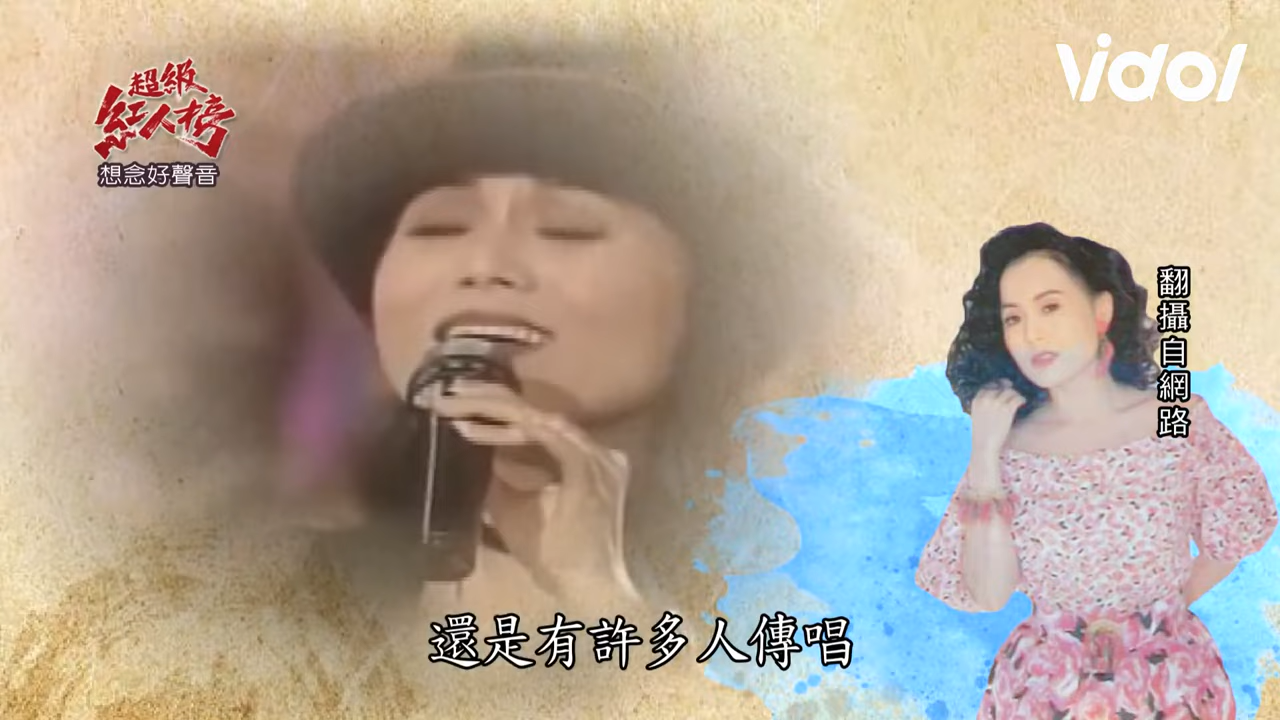 超級
紅人榜
想念好聲音
Vidol
翻攝自網路
還是有許多人傳唱